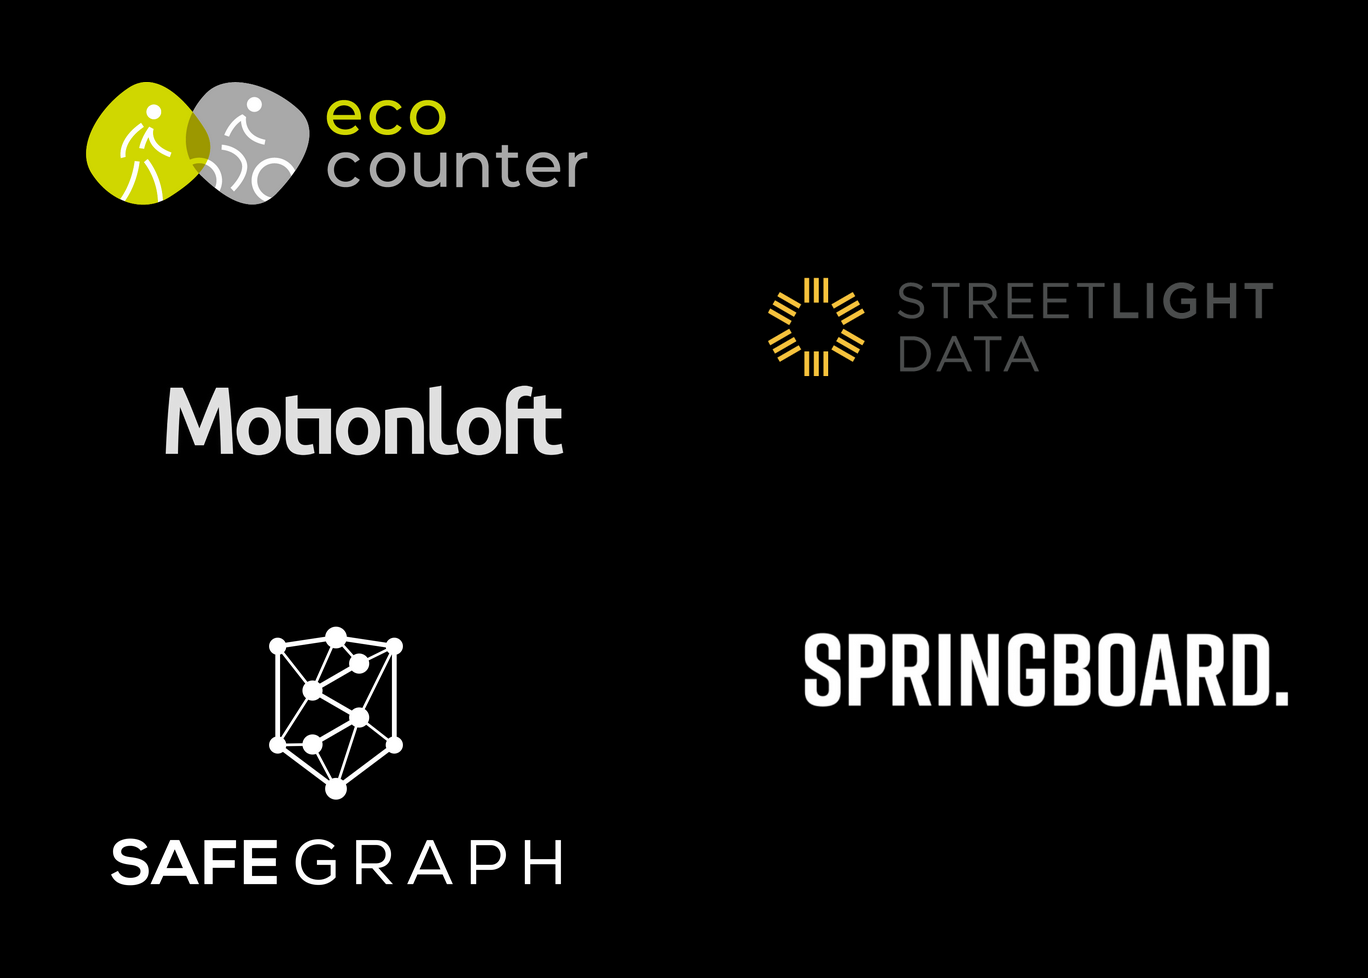 eco
counter
STREETLIGHT
DATA
Motionloft
SPRINGBOARD.
SAFEGRAPH